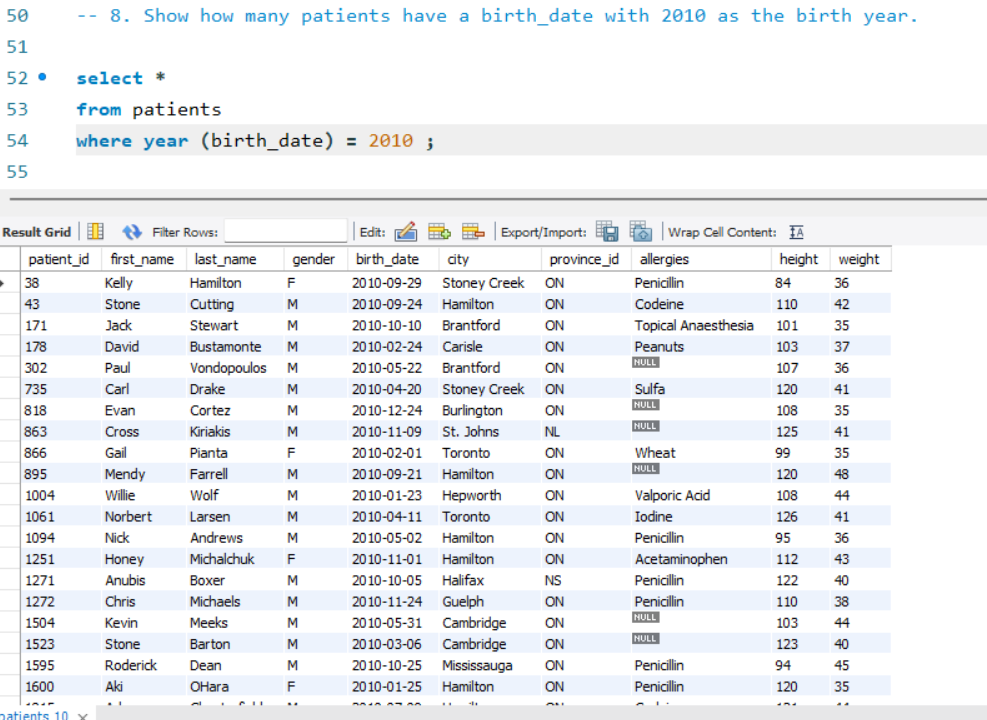 50 -- 8. Show how many patients have a birth_date with 2010 as the birth year.
51
52 select *
53 from patients
54 where year (birth_date) = 2010 ;
55
Result Grid Filter Rows: Edit: Export/Import: Wrap Cell Content: IA
patient_id first_name last_name gender birth_date city province_id allergies height weight
38 Kelly Hamilton F 2010-09-29 Stoney Creek ON Penicillin 84 36
43 Stone Cutting M 2010-09-24 Hamilton ON Codeine 110 42
171 Jack Stewart M 2010-10-10 Brantford ON Topical Anaesthesia 101 35
178 David Bustamonte M 2010-02-24 Carisle ON Peanuts 103 37
302 Paul Vondopoulos M 2010-05-22 Brantford ON NULL 107 36
735 Carl Drake M 2010-04-20 Stoney Creek ON Sulfa 120 41
818 Evan Cortez M 2010-12-24 Burlington ON NULL 108 35
863 Cross Kiriakis M 2010-11-09 St. Johns NL NULL 125 41
866 Gail Pianta F 2010-02-01 Toronto ON Wheat 99 35
895 Mendy Farrell M 2010-09-21 Hamilton ON NULL 120 48
1004 Willie Wolf M 2010-01-23 Hepworth ON Valporic Acid 108 44
1061 Norbert Larsen M 2010-04-11 Toronto ON Iodine 126 41
1094 Nick Andrews M 2010-05-02 Hamilton ON Penicillin 95 36
1251 Honey Michalchuk F 2010-11-01 Hamilton ON Acetaminophen 112 43
1271 Anubis Boxer M 2010-10-05 Halifax NS Penicillin 122 40
1272 Chris Michaels M 2010-11-24 Guelph ON Penicillin 110 38
1504 Kevin Meeks M 2010-05-31 Cambridge ON NULL 103 44
1523 Stone Barton M 2010-03-06 Cambridge ON NULL 123 40
1595 Roderick Dean M 2010-10-25 Mississauga ON Penicillin 94 45
1600 Aki OHara F 2010-01-25 Hamilton ON Penicillin 120 35
patients 10